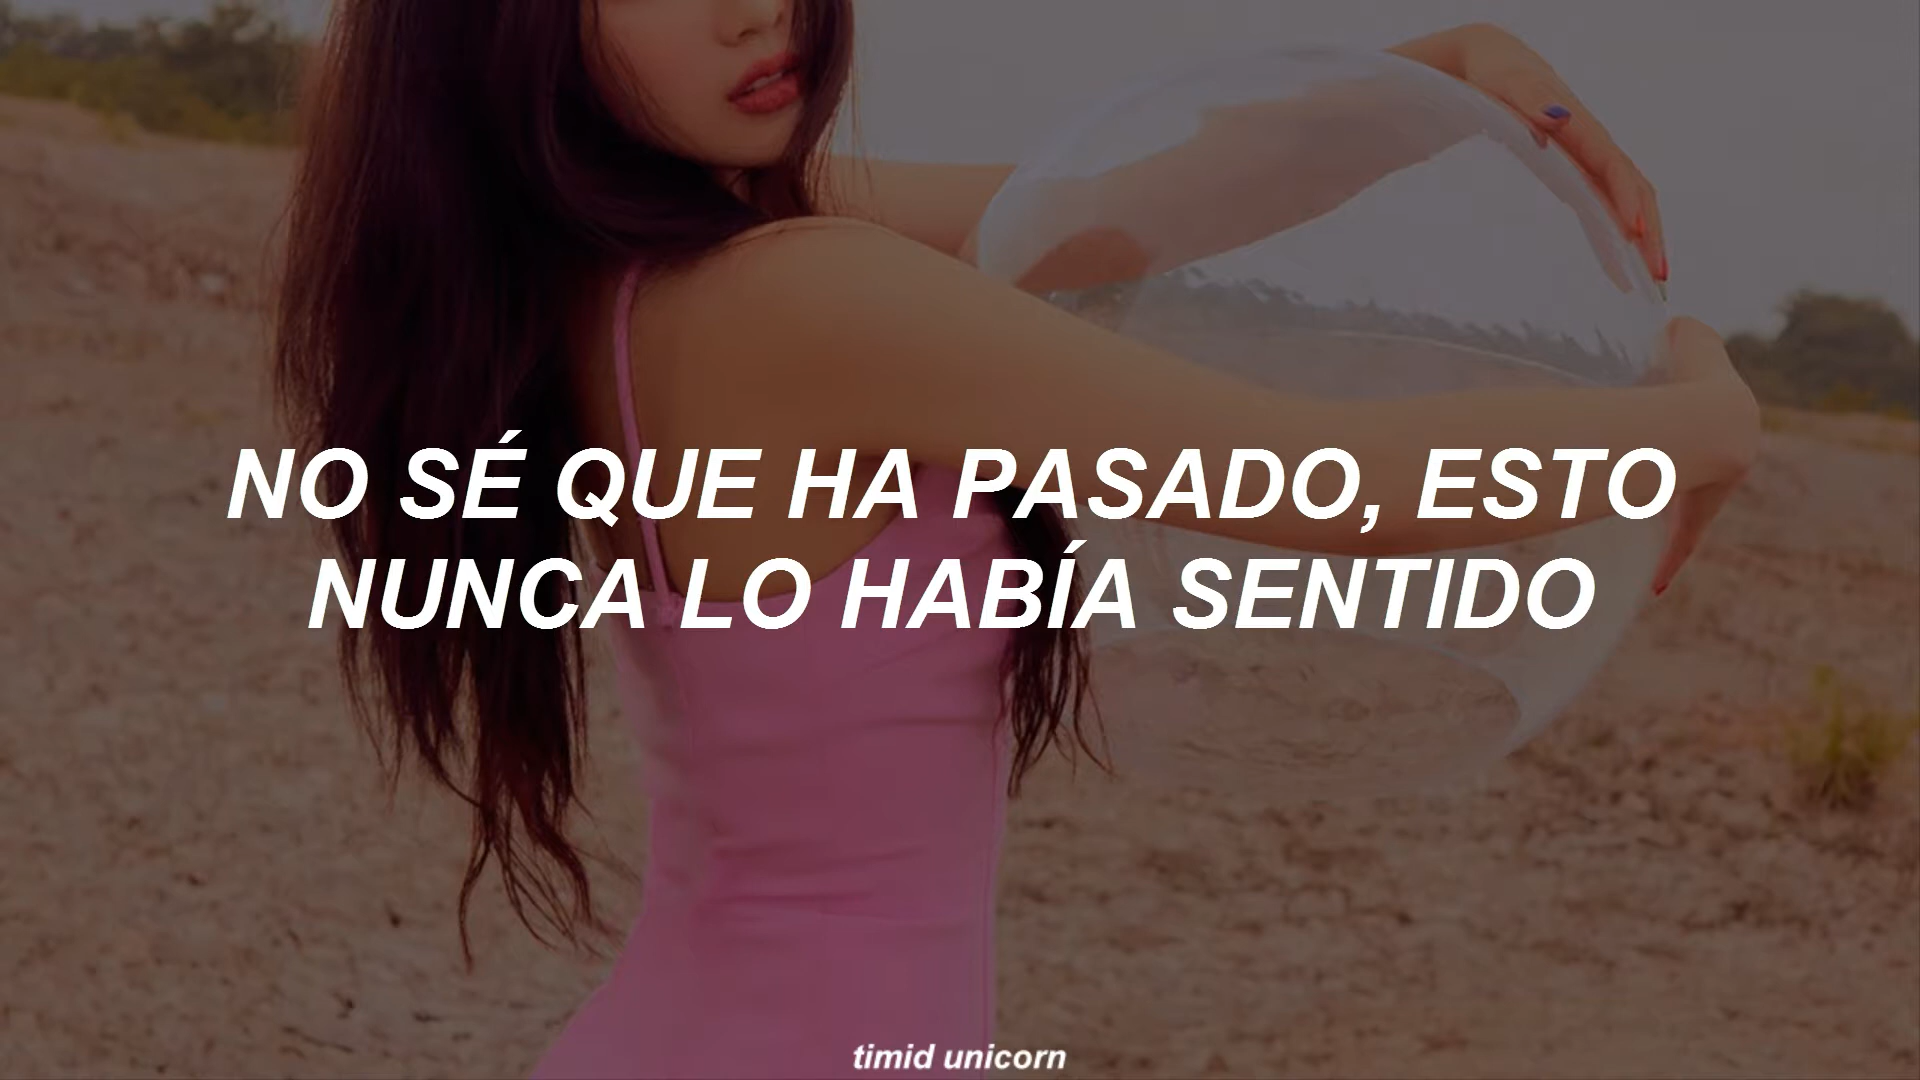 NO SÉ QUE HA PASADO, ESTO
NUNCA LO HABÍA SENTIDO
timid unicorn